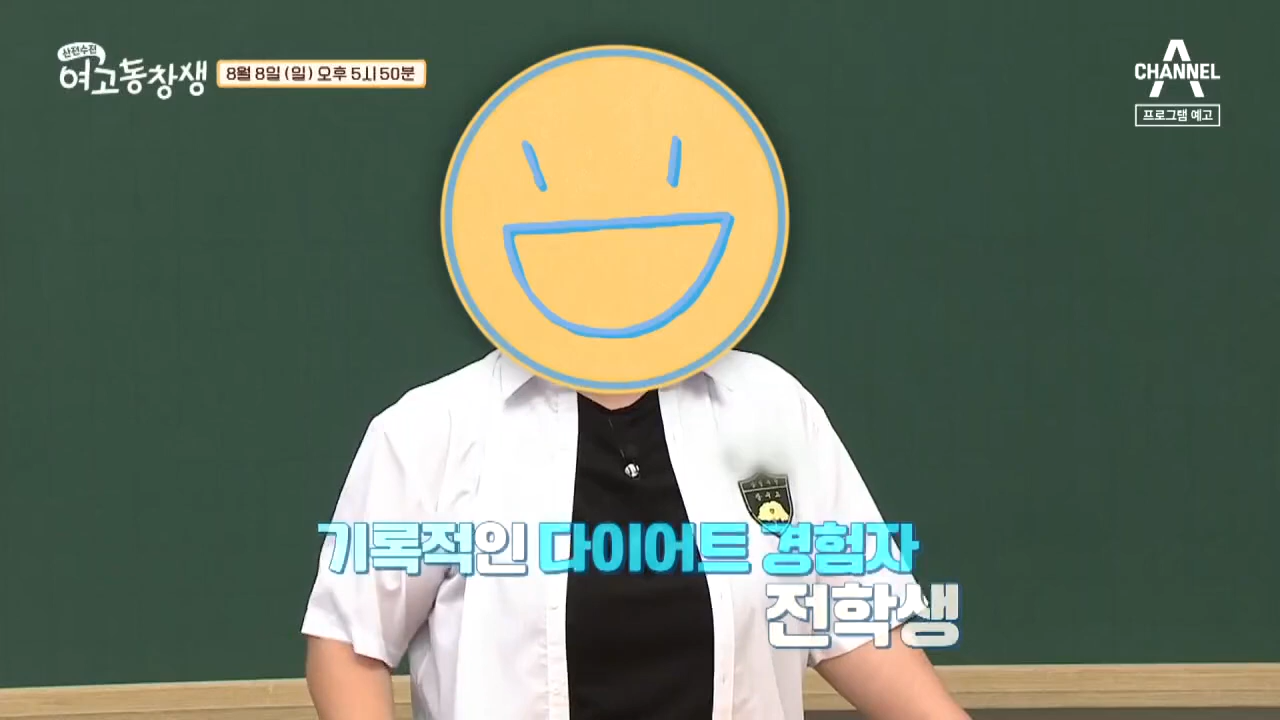 산전수전
여고동창생
8월 8일 (일) 오후 5시 50분
CHANNEL A
프로그램 예고
기록적인 다이어트 경험자
전학생